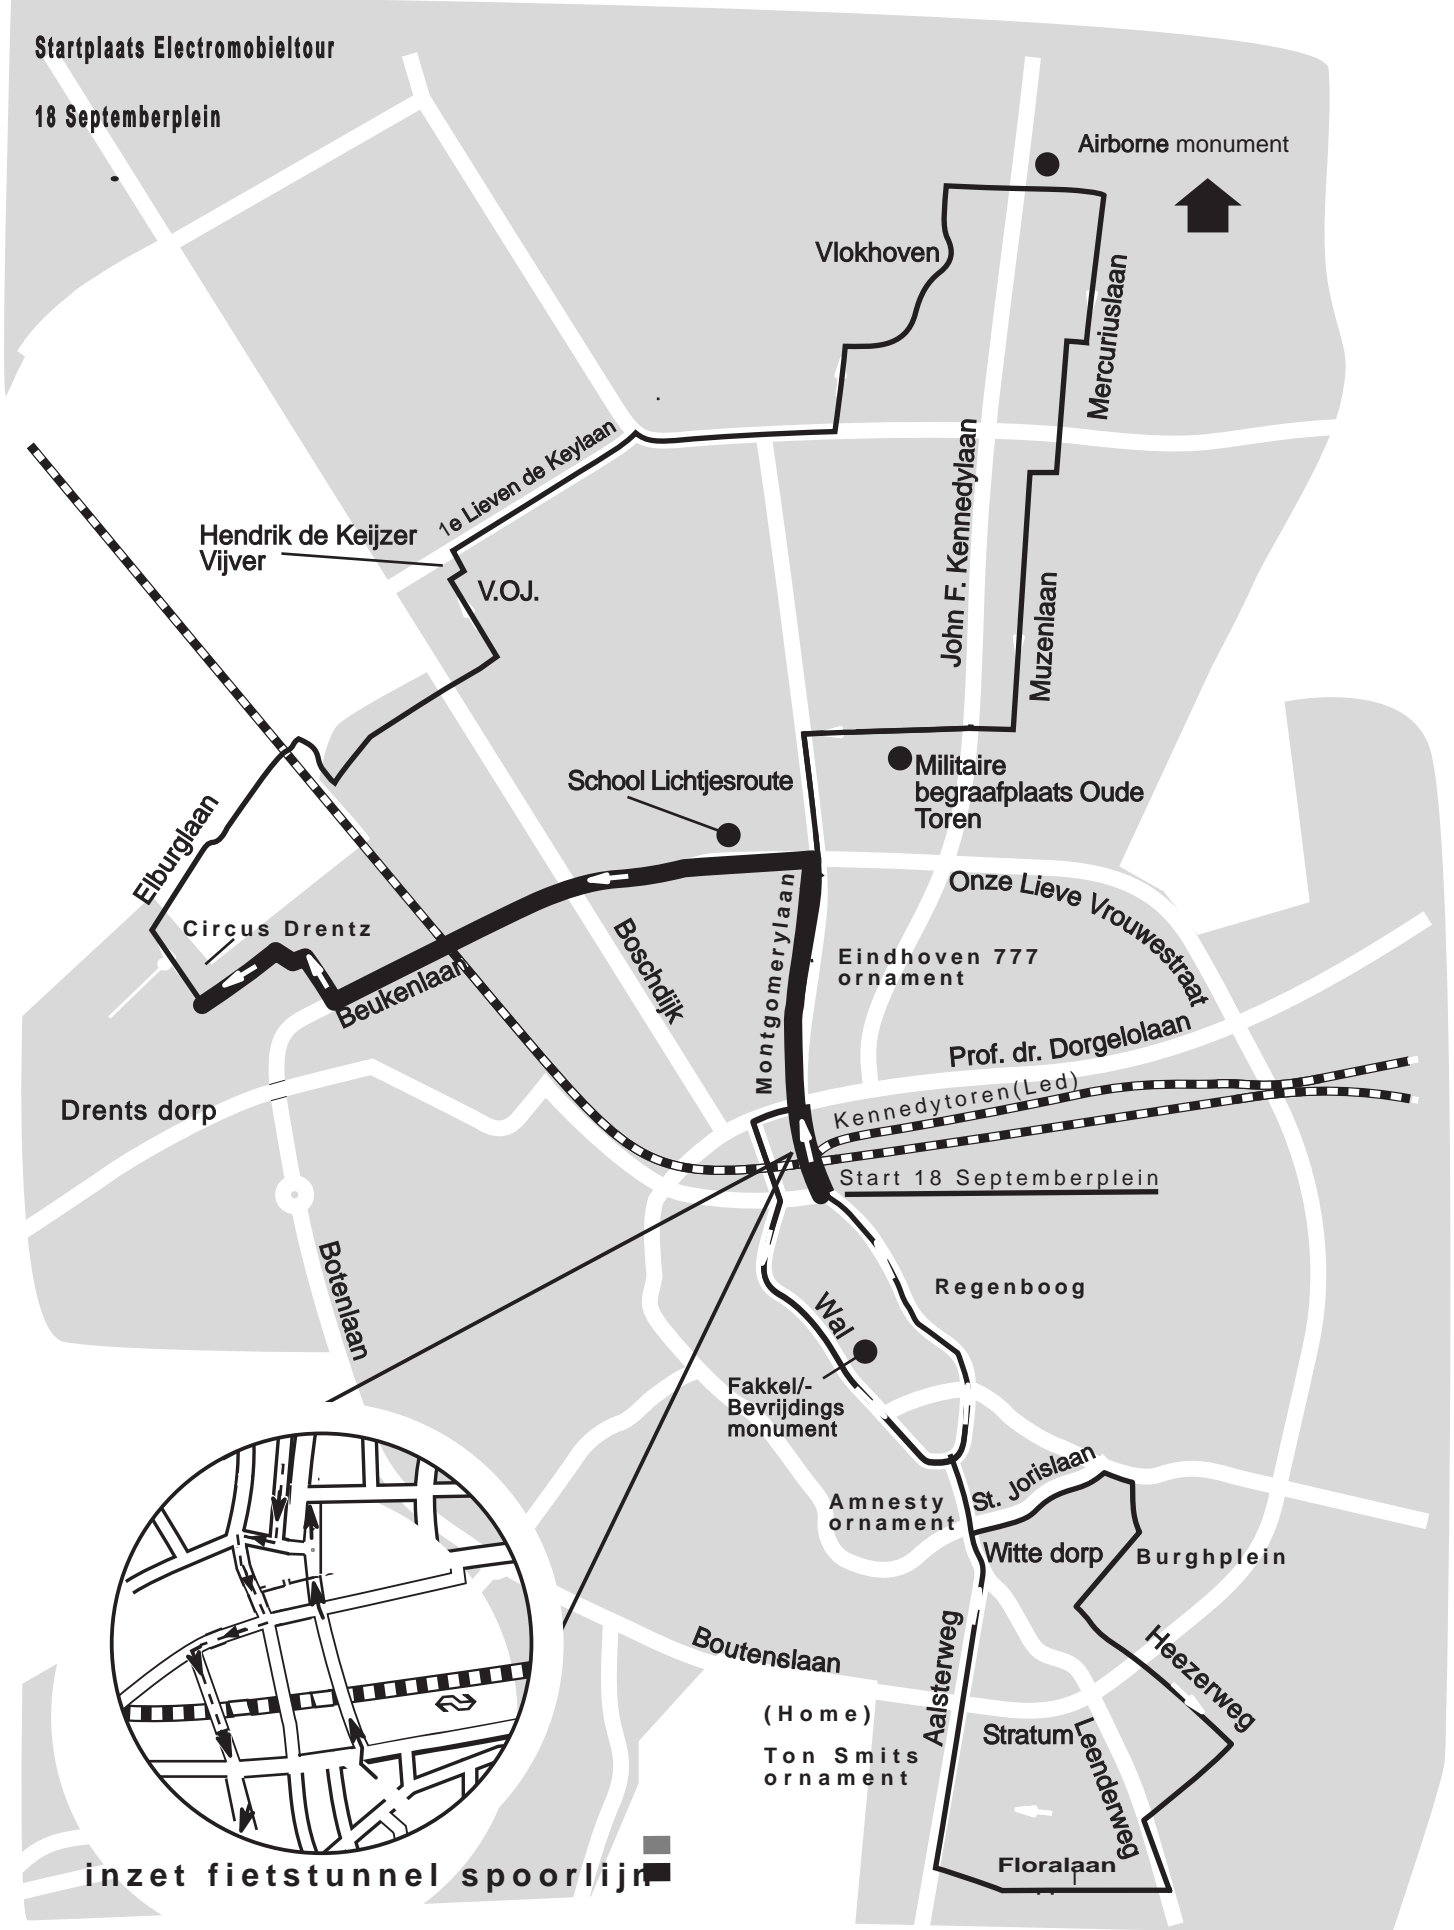 Startplaats Electromobieltour
18 Septemberplein
Airborne monument
Vlokhoven
Mercuriuslaan
1e Lieven de Keylaan
John F. Kennedylaan
Hendrik de Keijzer
Vijver
V.OJ.
Muzenlaan
School Lichtjesroute
Militaire
begraafplaats Oude
Toren
Elburglaan
Onze Lieve Vrouwestraat
Circus Drentz
Montgomerylaan
Boschdijk
Eindhoven 777
ornament
Beukenlaan
Prof. dr. Dorgelolaan
Kennedytoren(Led)
Drents dorp
Start 18 Septemberplein
Botenlaan
Regenboog
Wal
Fakkel/-
Bevrijdings
monument
St. Jorislaan
Amnesty
ornament
Witte dorp
Burghplein
Boutenslaan
Aalsterweg
Heezerweg
(Home)
Stratum
Leenderweg
Ton Smits
ornament
Floralaan
inzet fietstunnel spoorlijn